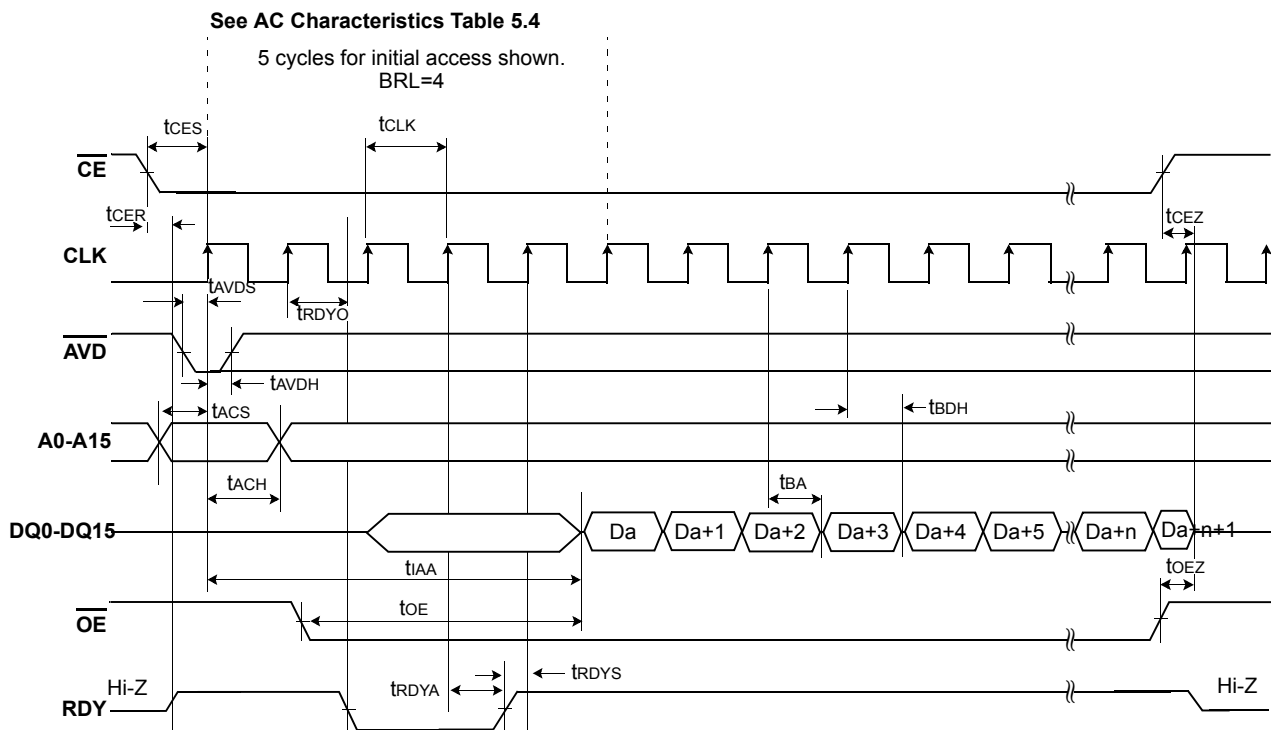 See AC Characteristics Table 5.4
5 cycles for initial access shown.
BRL=4
tCES
tCLK
CE
tCER
tCEZ
CLK
tAVDS
tRDYO
AVD
tAVDH
tACS
tBDH
A0-A15
tACH
tBA
DQ0-DQ15
Da
Da+1
Da+2
Da+3
Da+4
Da+5
Da+n
Da+n+1
tIAA
tOEZ
tOE
OE
tRDYS
tRDYA
Hi-Z
Hi-Z
RDY